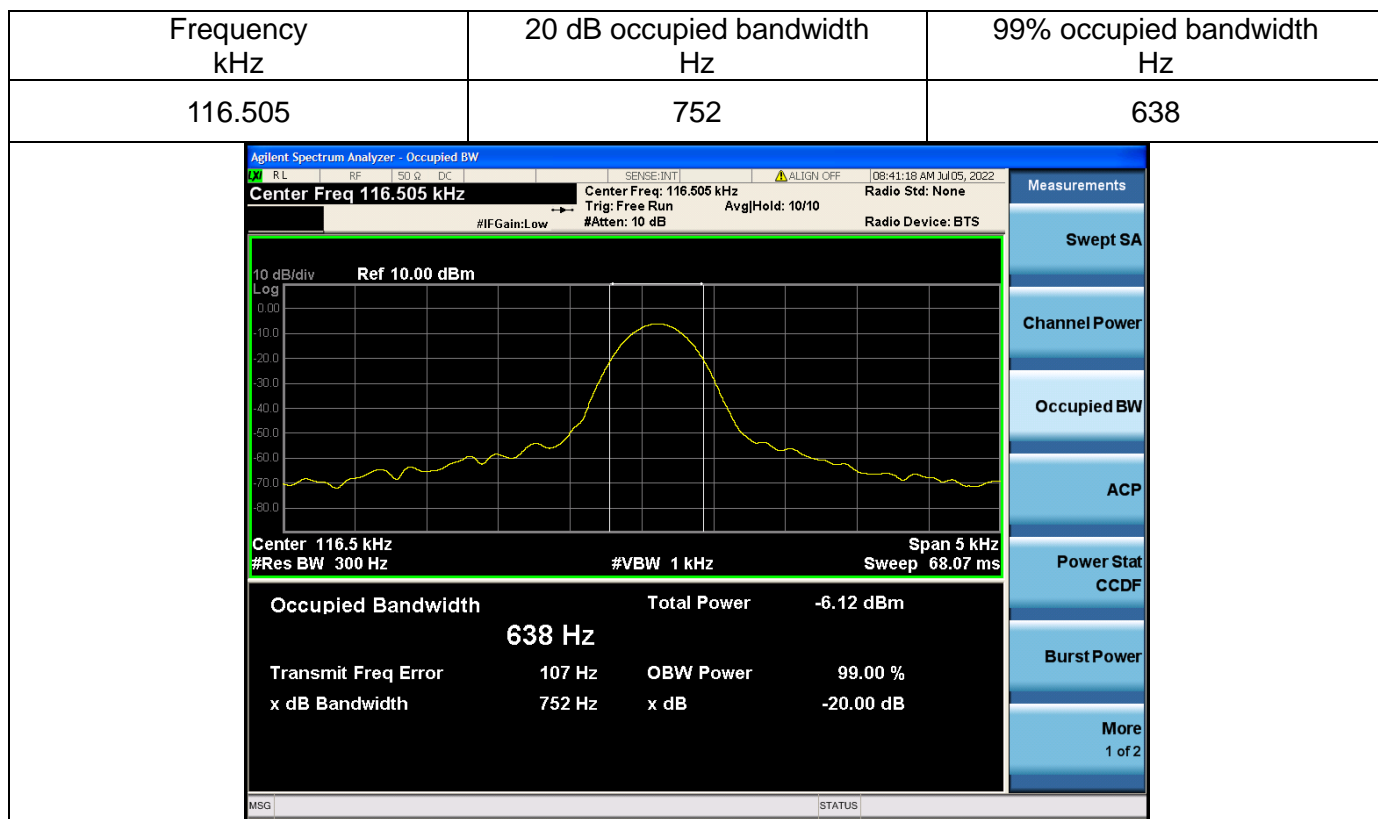 Frequency
kHz
20 dB occupied bandwidth
Hz
99% occupied bandwidth
Hz
116.505
752
638
Agilent Spectrum Analyzer - Occupied BW
LXI RL RF 50 Ω DC SENSE:INT ALIGN OFF 08:41:18 AM Jul 05, 2022
Center Freq 116.505 kHz
Center Freq: 116.505 kHz
Radio Std: None
Trig: Free Run Avg|Hold: 10/10
#IFGain:Low
#Atten: 10 dB
Radio Device: BTS
10 dB/div Ref 10.00 dBm
Log
0.00
-10.0
-20.0
-30.0
-40.0
-50.0
-60.0
-70.0
-80.0
Center 116.5 kHz
Span 5 kHz
#Res BW 300 Hz #VBW 1 kHz Sweep 68.07 ms
Occupied Bandwidth
Total Power -6.12 dBm
638 Hz
Transmit Freq Error 107 Hz OBW Power 99.00 %
x dB Bandwidth 752 Hz x dB -20.00 dB
MSG
STATUS
Measurements
Swept SA
Channel Power
Occupied BW
ACP
Power Stat
CCDF
Burst Power
More
1 of 2